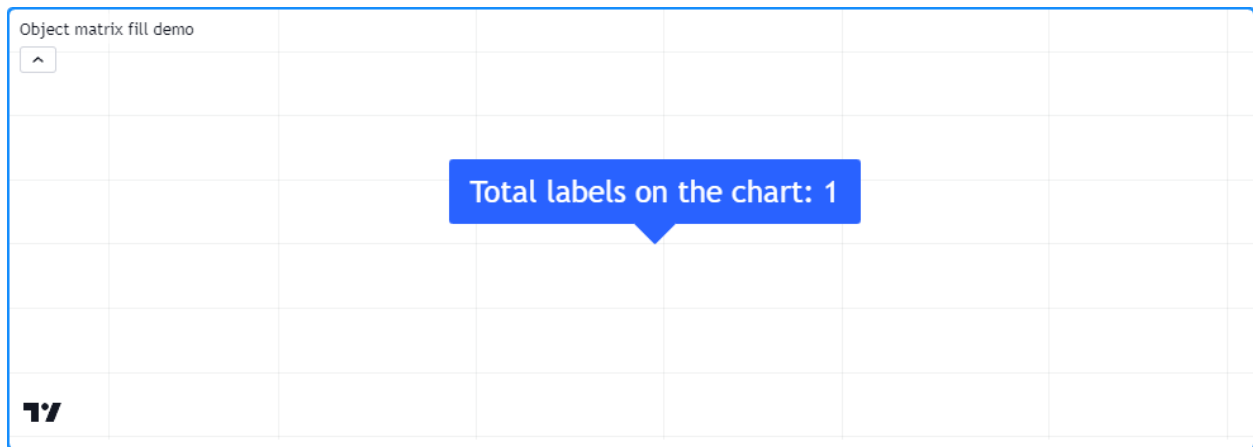 Object matrix fill demo
Total labels on the chart: 1